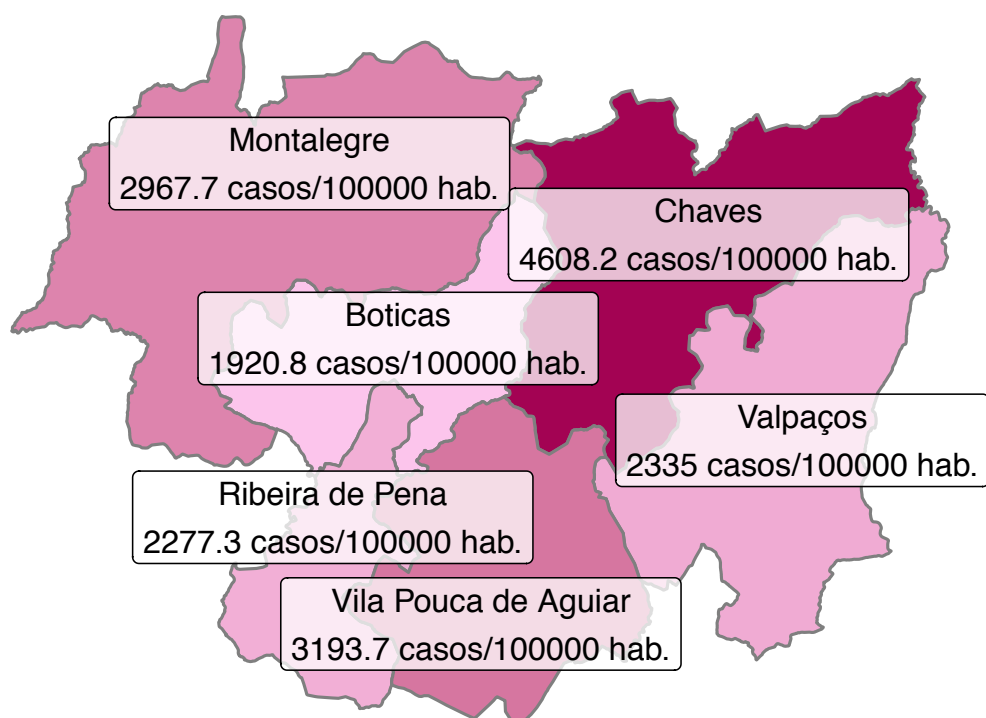 Montalegre
2967.7 casos/100000 hab.
Chaves
4608.2 casos/100000 hab.
Boticas
1920.8 casos/100000 hab.
Valpaços
2335 casos/100000 hab.
Ribeira de Pena
2277.3 casos/100000 hab.
Vila Pouca de Aguiar
3193.7 casos/100000 hab.